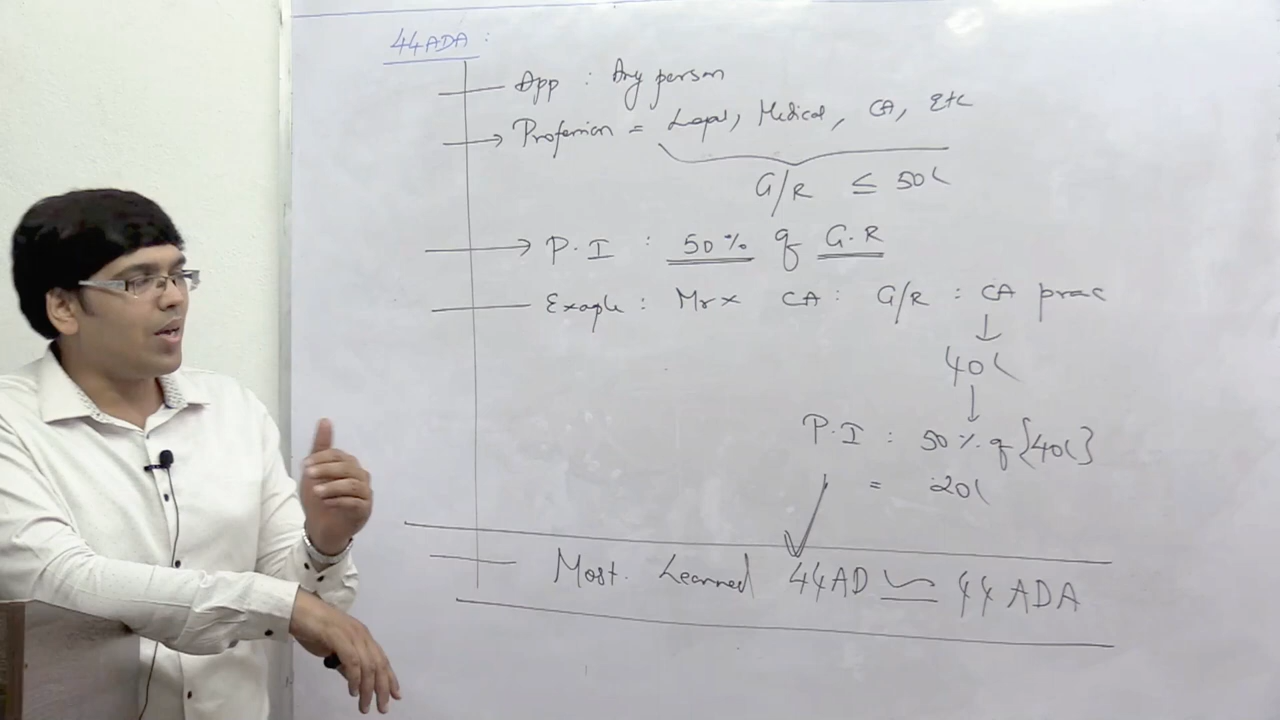 44ADA :
App : Any person
Profession = Legal, Medical, CA, Etc
G/R ≤ 50L
P.I : 50% of G.R
Example : Mr X CA : G/R : CA prac
40L
P.I : 50% of {40L}
= 20L
Most Learned 44AD 44ADA